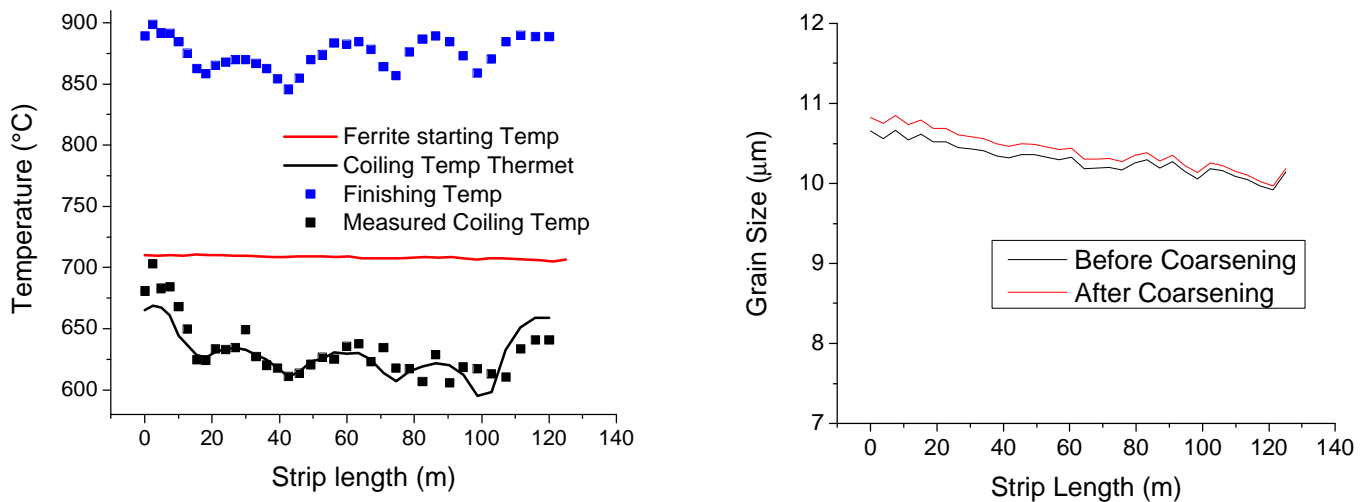 900
850
800
750
700
650
600
Temperature (°C)
Ferrite starting Temp
Coiling Temp Thermet
Finishing Temp
Measured Coiling Temp
0 20 40 60 80 100 120 140
Strip length (m)
12
11
10
9
8
7
Grain Size (μm)
Before Coarsening
After Coarsening
0 20 40 60 80 100 120 140
Strip Length (m)